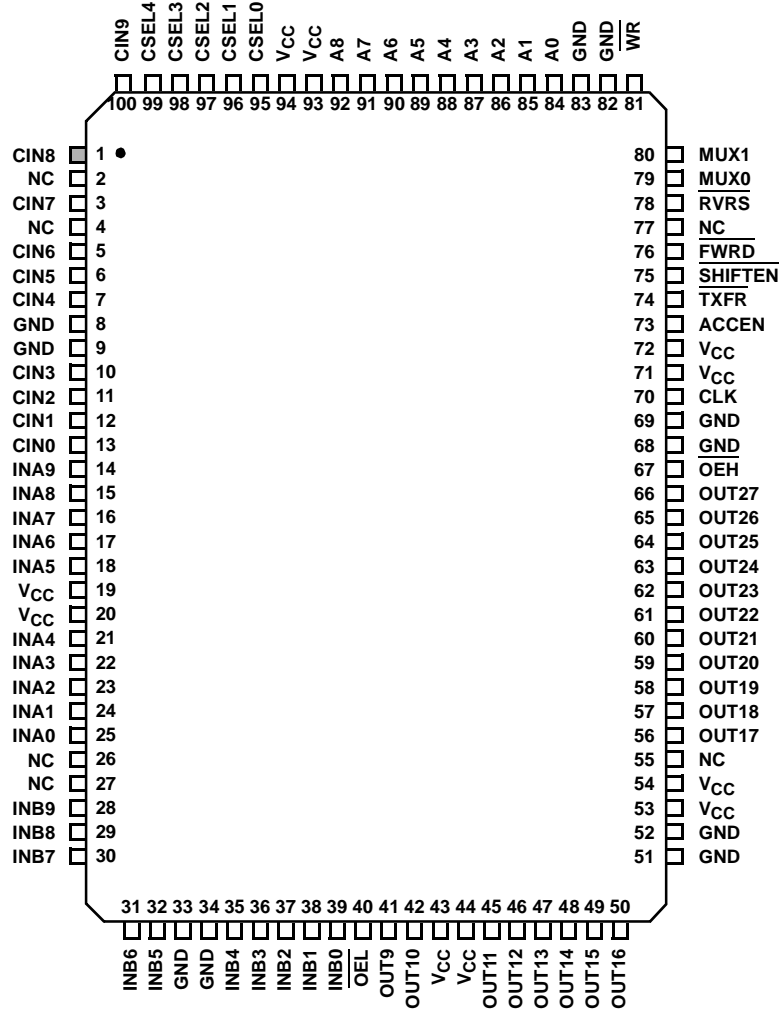 CIN9 CSEL4 CSEL3 CSEL2 CSEL1 CSEL0 VCC VCC A8 A7 A6 A5 A4 A3 A2 A1 A0 GND GND WR
100 99 98 97 96 95 94 93 92 91 90 89 88 87 86 85 84 83 82 81
CIN8 1 80 MUX1
NC 2 79 MUX0
CIN7 3 78 RVRS
NC 4 77 NC
CIN6 5 76 FWRD
CIN5 6 75 SHIFTEN
CIN4 7 74 TXFR
GND 8 73 ACCEN
GND 9 72 VCC
CIN3 10 71 VCC
CIN2 11 70 CLK
CIN1 12 69 GND
CIN0 13 68 GND
INA9 14 67 OEH
INA8 15 66 OUT27
INA7 16 65 OUT26
INA6 17 64 OUT25
INA5 18 63 OUT24
VCC 19 62 OUT23
VCC 20 61 OUT22
INA4 21 60 OUT21
INA3 22 59 OUT20
INA2 23 58 OUT19
INA1 24 57 OUT18
INA0 25 56 OUT17
NC 26 55 NC
NC 27 54 VCC
INB9 28 53 VCC
INB8 29 52 GND
INB7 30 51 GND
31 32 33 34 35 36 37 38 39 40 41 42 43 44 45 46 47 48 49 50
INB6 INB5 GND GND INB4 INB3 INB2 INB1 INB0 OEL OUT9 OUT10 VCC VCC OUT11 OUT12 OUT13 OUT14 OUT15 OUT16